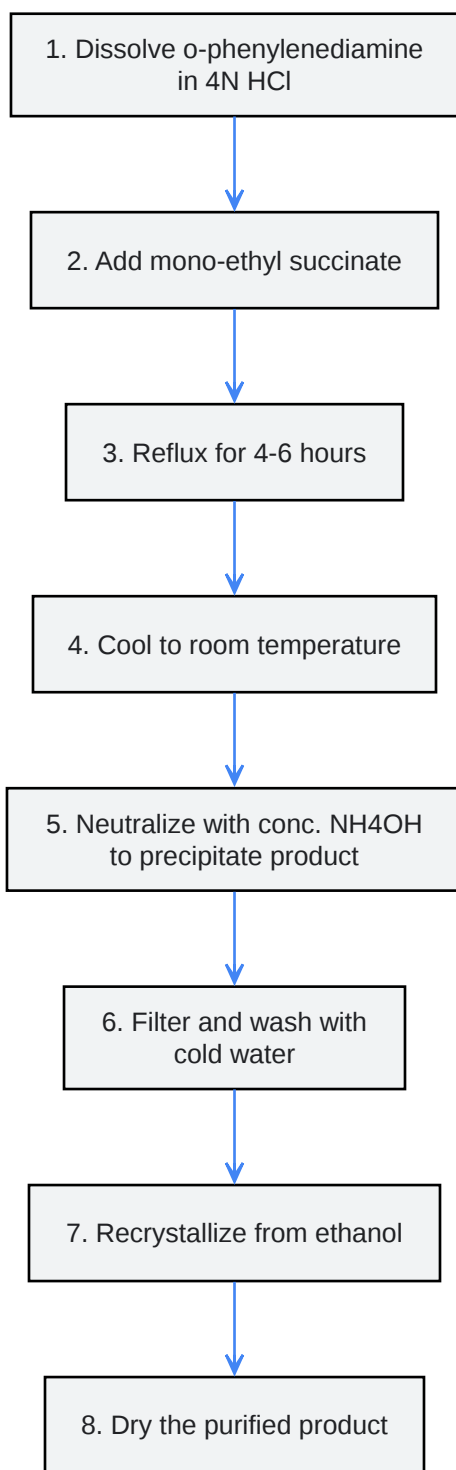 1. Dissolve o-phenylenediamine
in 4N HCl
2. Add mono-ethyl succinate
3. Reflux for 4-6 hours
4. Cool to room temperature
5. Neutralize with conc. NH4OH
to precipitate product
6. Filter and wash with
cold water
7. Recrystallize from ethanol
8. Dry the purified product